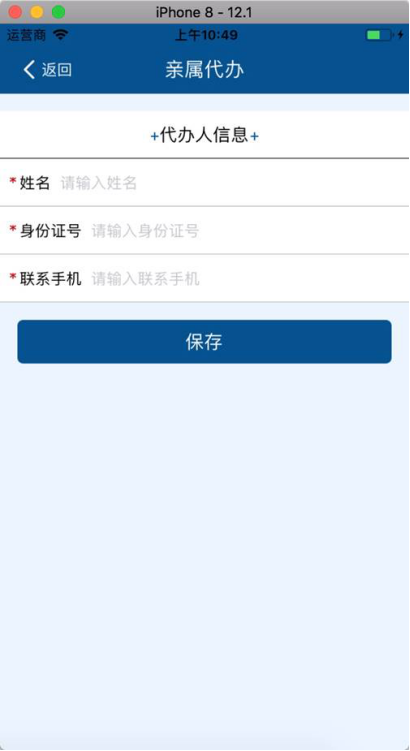 iPhone 8 - 12.1
运营商 上午10:49
返回 亲属代办
+代办人信息+
*姓名 请输入姓名
*身份证号 请输入身份证号
*联系手机 请输入联系手机
保存